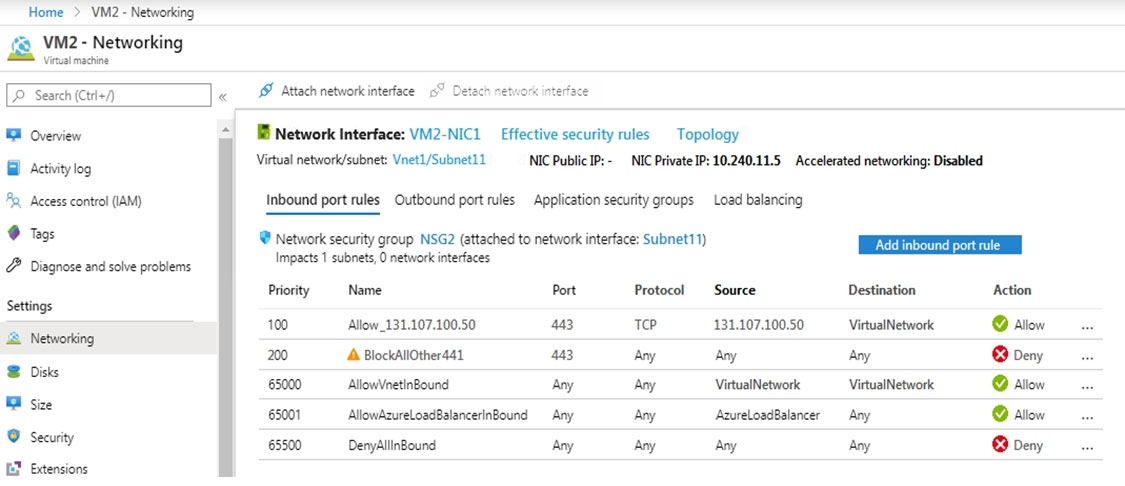 Home > VM2 - Networking
VM2 - Networking
Virtual machine
Search (Ctrl+/)
«
Overview
Activity log
Access control (IAM)
Tags
Diagnose and solve problems
Settings
Networking
Disks
Size
Security
Extensions
Attach network interface Detach network interface
Network Interface: VM2-NIC1 Effective security rules Topology
Virtual network/subnet: Vnet1/Subnet11 NIC Public IP: - NIC Private IP: 10.240.11.5 Accelerated networking: Disabled
Inbound port rules Outbound port rules Application security groups Load balancing
Network security group NSG2 (attached to network interface: Subnet11)
Impacts 1 subnets, 0 network interfaces
Add inbound port rule
Priority Name Port Protocol Source Destination Action
100 Allow_131.107.100.50 443 TCP 131.107.100.50 VirtualNetwork Allow ...
200 BlockAllOther441 443 Any Any Any Deny ...
65000 AllowVnetInBound Any Any VirtualNetwork VirtualNetwork Allow ...
65001 AllowAzureLoadBalancerInBound Any Any AzureLoadBalancer Any Allow ...
65500 DenyAllInBound Any Any Any Any Deny ...